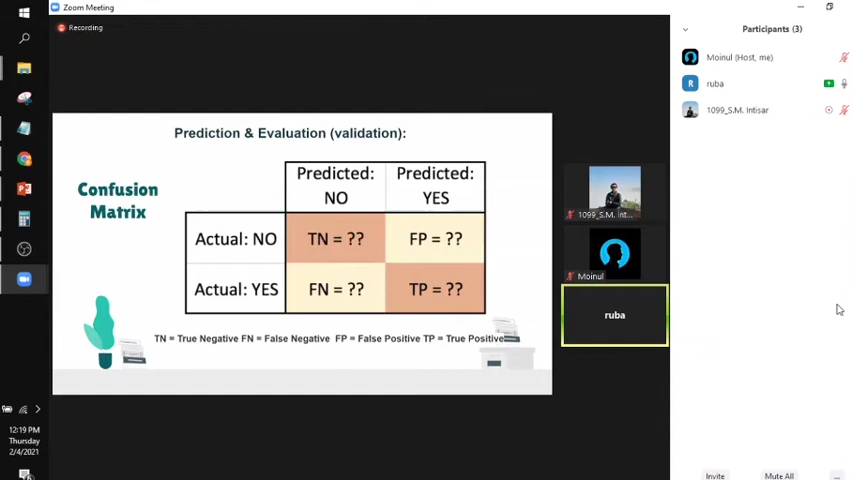 Zoom Meeting
Recording
Participants (3)
Moinul (Host, me)
R ruba
1099_S.M. Intisar
Prediction & Evaluation (validation):
Confusion
Matrix
Predicted: NO
Predicted: YES
Actual: NO
TN = ??
FP = ??
Actual: YES
FN = ??
TP = ??
TN = True Negative FN = False Negative FP = False Positive TP = True Positive
1099_S.M. Int...
Moinul
ruba
12:19 PM
Thursday
2/4/2021
Invite
Mute All
...